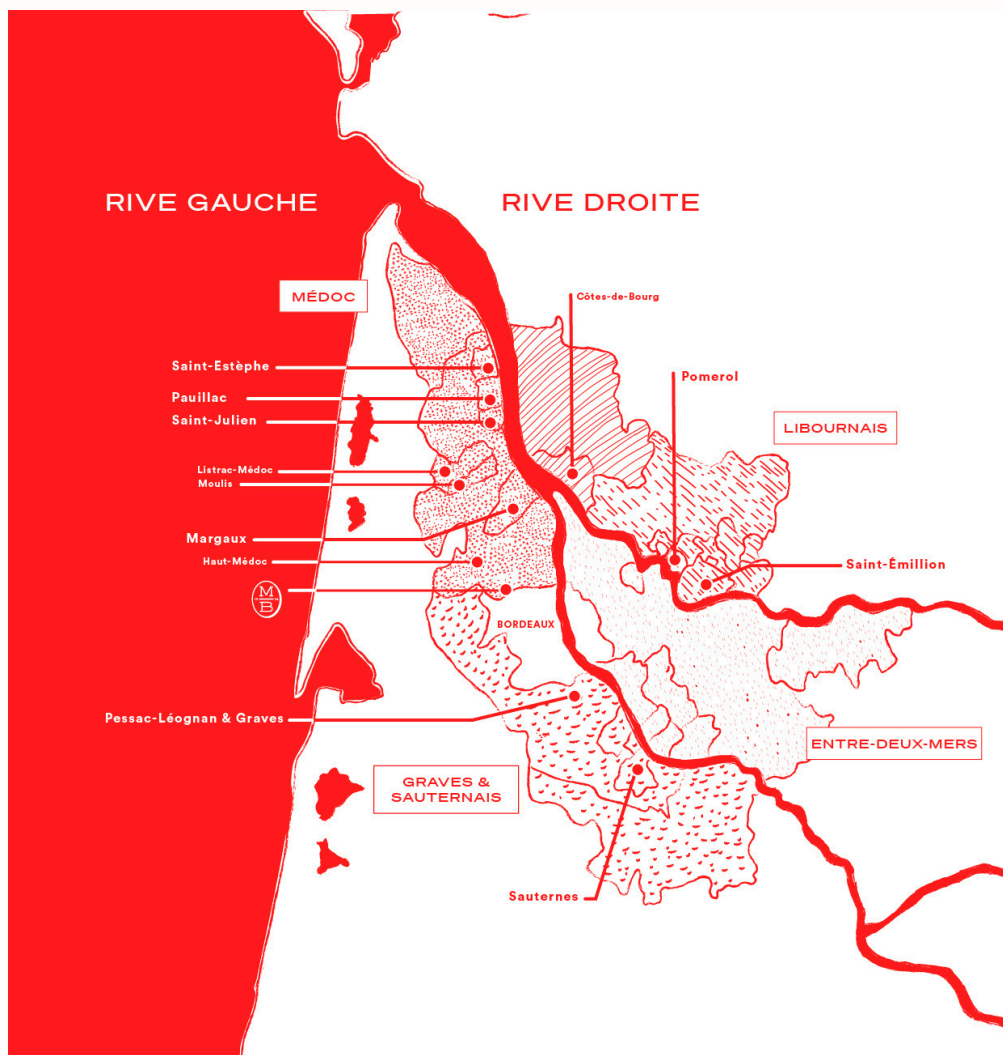 RIVE GAUCHE
RIVE DROITE
MÉDOC
Côtes-de-Bourg
Saint-Estèphe
Pomerol
Pauillac
Saint-Julien
LIBOURNAIS
Listrac-Médoc
Moulis
Margaux
Haut-Médoc
Saint-Émillion
M
B
BORDEAUX
Pessac-Léognan & Graves
ENTRE-DEUX-MERS
GRAVES &
SAUTERNAIS
Sauternes